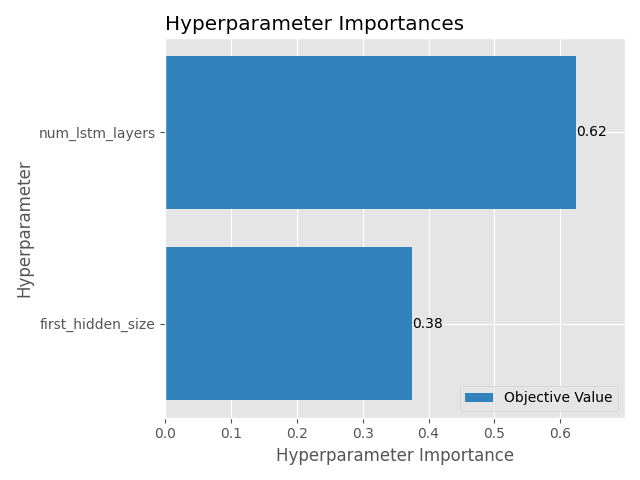 Hyperparameter Importances
Hyperparameter
num_lstm_layers
0.62
first_hidden_size
0.38
Objective Value
0.0 0.1 0.2 0.3 0.4 0.5 0.6
Hyperparameter Importance